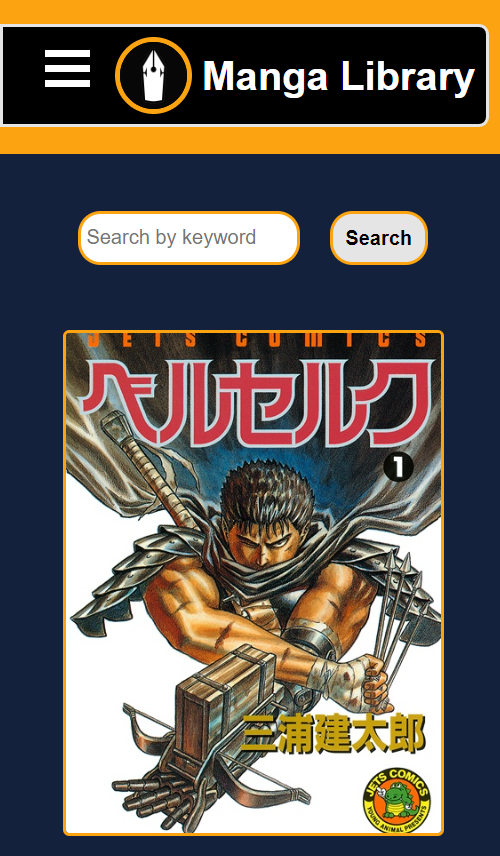 Manga Library
Search by keyword
Search
JETS COMICS
ベルセルク
1
三浦建太郎
JETS COMICS
YOUNG ANIMAL PRESENTS